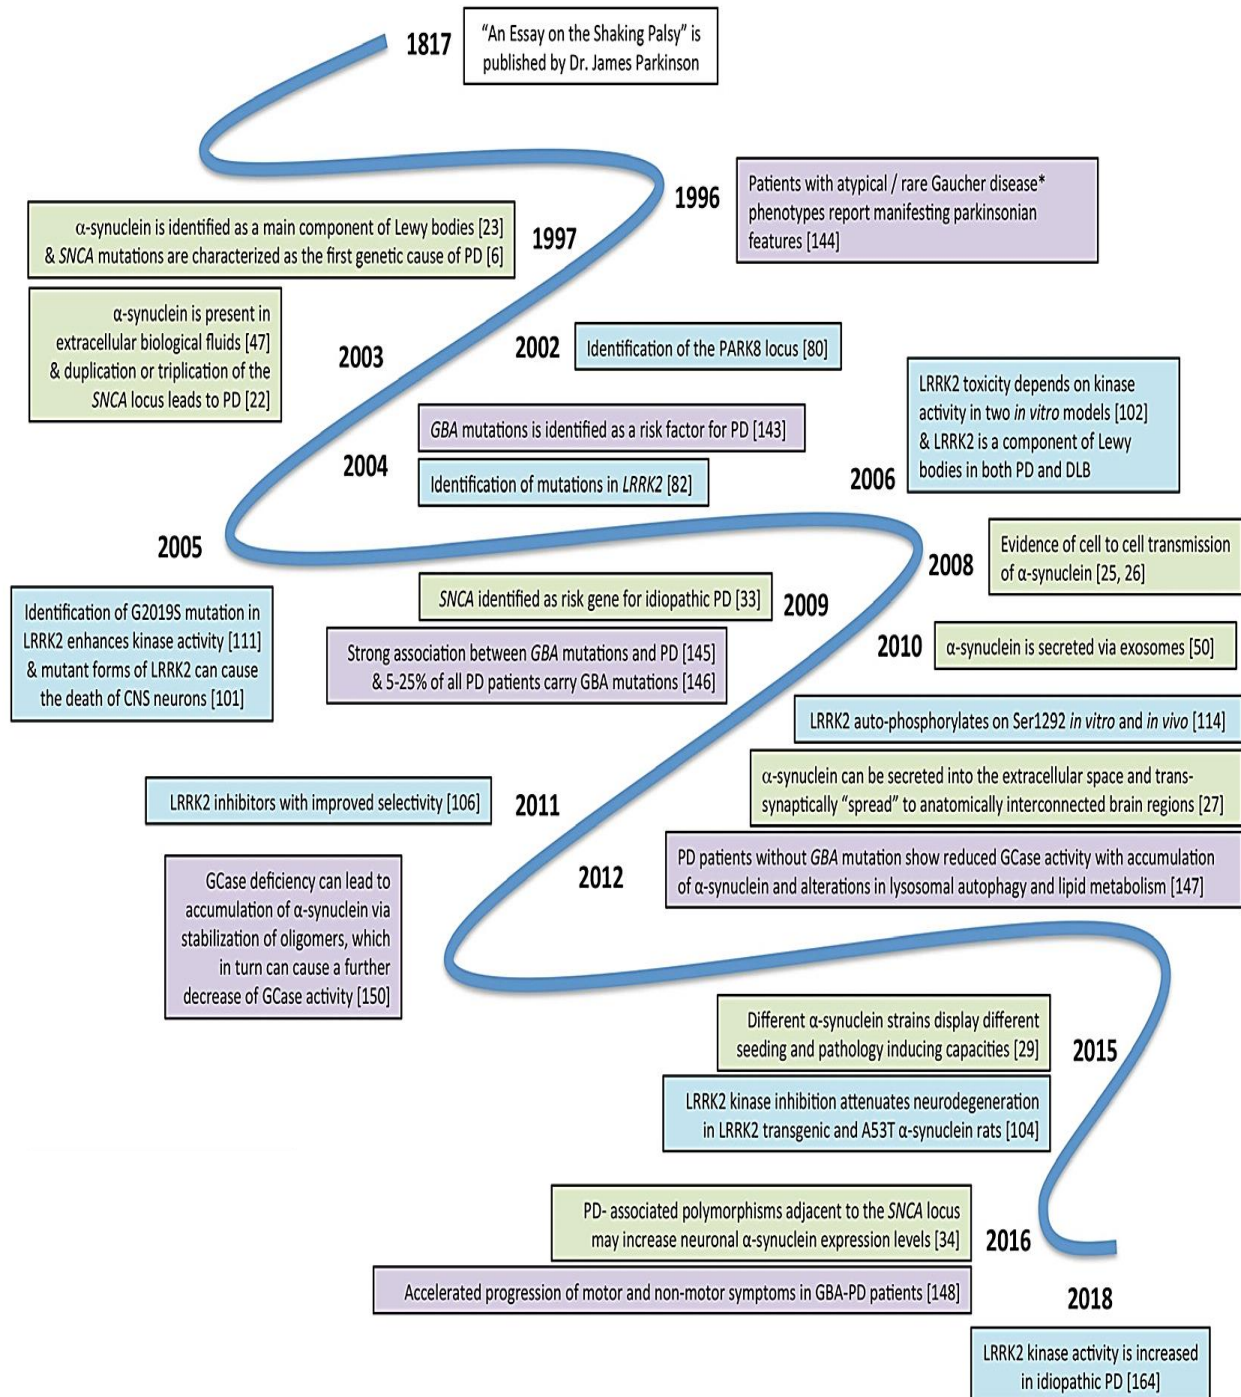 1817
"An Essay on the Shaking Palsy" is
published by Dr. James Parkinson
1996
Patients with atypical / rare Gaucher disease*
phenotypes report manifesting parkinsonian
features [144]
α-synuclein is identified as a main component of Lewy bodies [23]
& SNCA mutations are characterized as the first genetic cause of PD [6]
1997
2002
Identification of the PARK8 locus [80]
α-synuclein is present in
extracellular biological fluids [47]
& duplication or triplication of the
SNCA locus leads to PD [22]
2003
2004
GBA mutations is identified as a risk factor for PD [143]
Identification of mutations in LRRK2 [82]
LRRK2 toxicity depends on kinase
activity in two in vitro models [102]
& LRRK2 is a component of Lewy
bodies in both PD and DLB
2006
2005
Identification of G2019S mutation in
LRRK2 enhances kinase activity [111]
& mutant forms of LRRK2 can cause
the death of CNS neurons [101]
2008
Evidence of cell to cell transmission
of α-synuclein [25, 26]
SNCA identified as risk gene for idiopathic PD [33]
2009
Strong association between GBA mutations and PD [145]
& 5-25% of all PD patients carry GBA mutations [146]
2010
α-synuclein is secreted via exosomes [50]
LRRK2 inhibitors with improved selectivity [106]
2011
LRRK2 auto-phosphorylates on Ser1292 in vitro and in vivo [114]
α-synuclein can be secreted into the extracellular space and trans-
synaptically "spread" to anatomically interconnected brain regions [27]
2012
PD patients without GBA mutation show reduced GCase activity with accumulation
of α-synuclein and alterations in lysosomal autophagy and lipid metabolism [147]
GCase deficiency can lead to
accumulation of α-synuclein via
stabilization of oligomers, which
in turn can cause a further
decrease of GCase activity [150]
Different α-synuclein strains display different
seeding and pathology inducing capacities [29]
2015
LRRK2 kinase inhibition attenuates neurodegeneration
in LRRK2 transgenic and A53T α-synuclein rats [104]
PD- associated polymorphisms adjacent to the SNCA locus
may increase neuronal α-synuclein expression levels [34]
2016
Accelerated progression of motor and non-motor symptoms in GBA-PD patients [148]
2018
LRRK2 kinase activity is increased
in idiopathic PD [164]